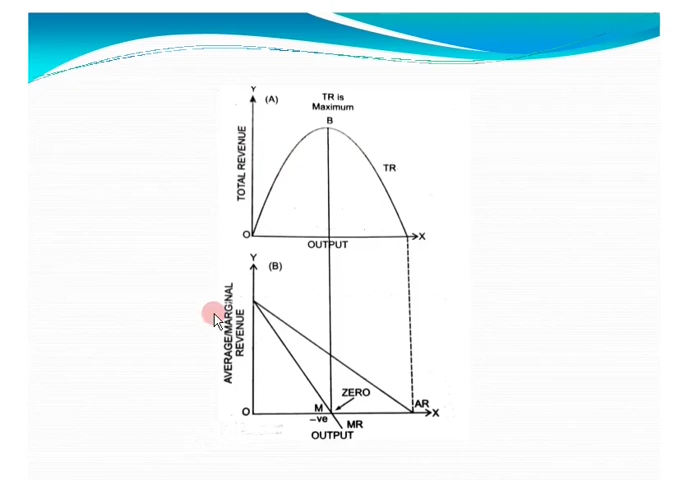 Y
(A)
TR is
Maximum
B
TOTAL REVENUE
TR
O
X
OUTPUT
Y
(B)
AVERAGE/MARGINAL
REVENUE
ZERO
AR
O
M
X
–ve
MR
OUTPUT